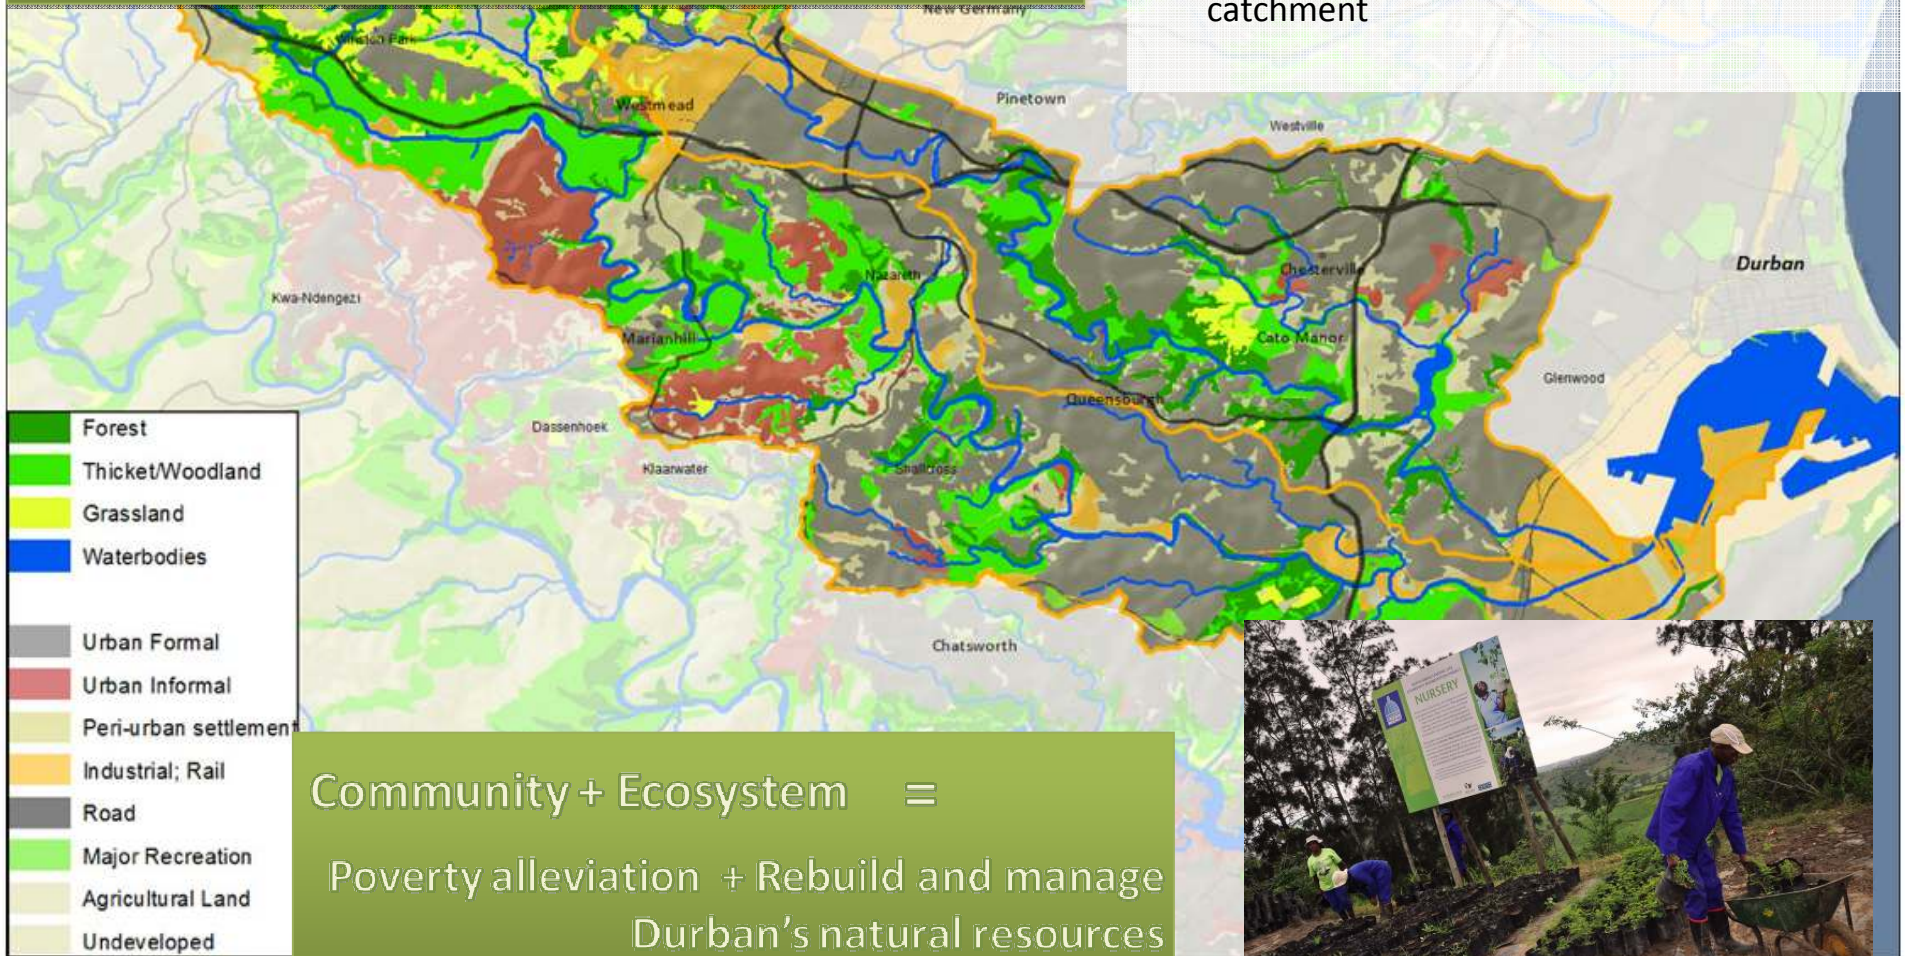 catchment
New Germany
Winston Park
Westmead
Pinetown
Westville
Durban
Chesterville
Nazareth
Kwa-Ndengezi
Marianhill
Cato Manor
Glenwood
Queensburgh
Dassenhoek
Klaarwater
Shallcross
Chatsworth
Forest
Thicket/Woodland
Grassland
Waterbodies
Urban Formal
Urban Informal
Peri-urban settlement
Industrial; Rail
Road
Major Recreation
Agricultural Land
Undeveloped
Community + Ecosystem =
Poverty alleviation + Rebuild and manage
Durban’s natural resources
NURSERY